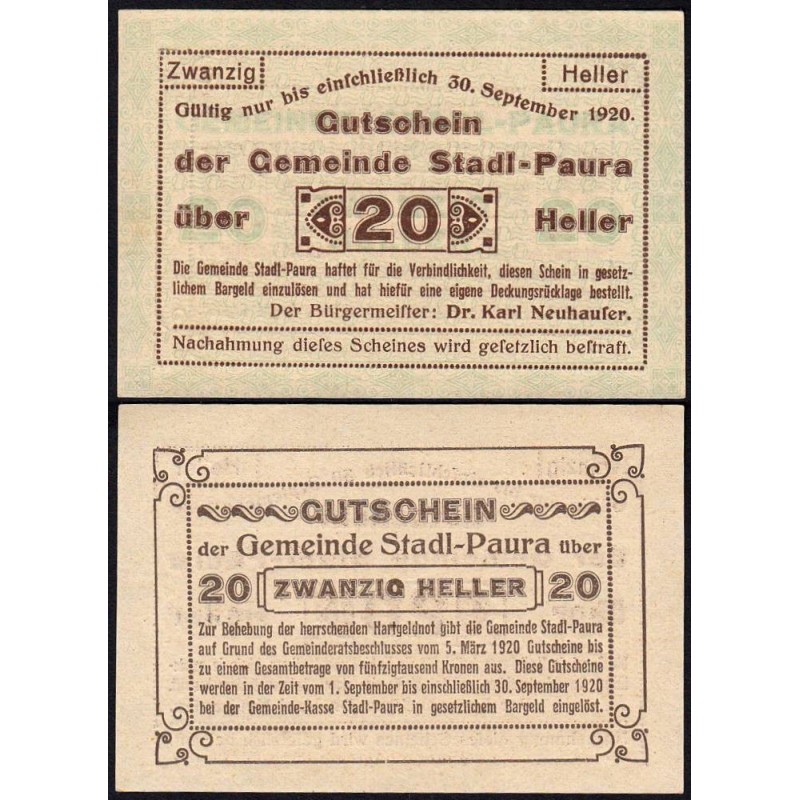 Zwanzig Heller
Gültig nur bis einſchließlich 30. September 1920.
Gutschein
der Gemeinde Stadl-Paura
über 20 Heller
Die Gemeinde Stadl-Paura haftet für die Verbindlichkeit, diesen Schein in gesetz-
lichem Bargeld einzulösen und hat hiefür eine eigene Deckungsrücklage bestellt.
Der Bürgermeiſter: Dr. Karl Neuhauſer.
Nachahmung dieſes Scheines wird geſetzlich beſtraft.
GUTSCHEIN
der Gemeinde Stadl-Paura über
20 ZWANZIG HELLER 20
Zur Behebung der herrschenden Hartgeldnot gibt die Gemeinde Stadl-Paura
auf Grund des Gemeinderatsbeschlusses vom 5. März 1920 Gutscheine bis
zu einem Gesamtbetrage von fünfzigtausend Kronen aus. Diese Gutscheine
werden in der Zeit vom 1. September bis einschließlich 30. September 1920
bei der Gemeinde-Kasse Stadl-Paura in gesetzlichem Bargeld eingelöst.